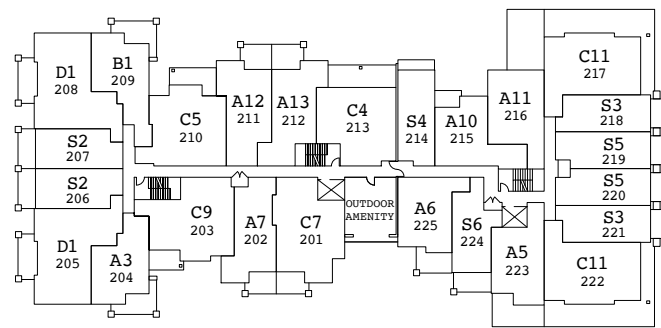 D1
208
B1
209
C5
210
A12
211
A13
212
C4
213
S4
214
A10
215
A11
216
C11
217
S3
218
S2
207
S5
219
S2
206
S5
220
D1
205
A3
204
C9
203
A7
202
C7
201
OUTDOOR
AMENITY
A6
225
S6
224
A5
223
S3
221
C11
222